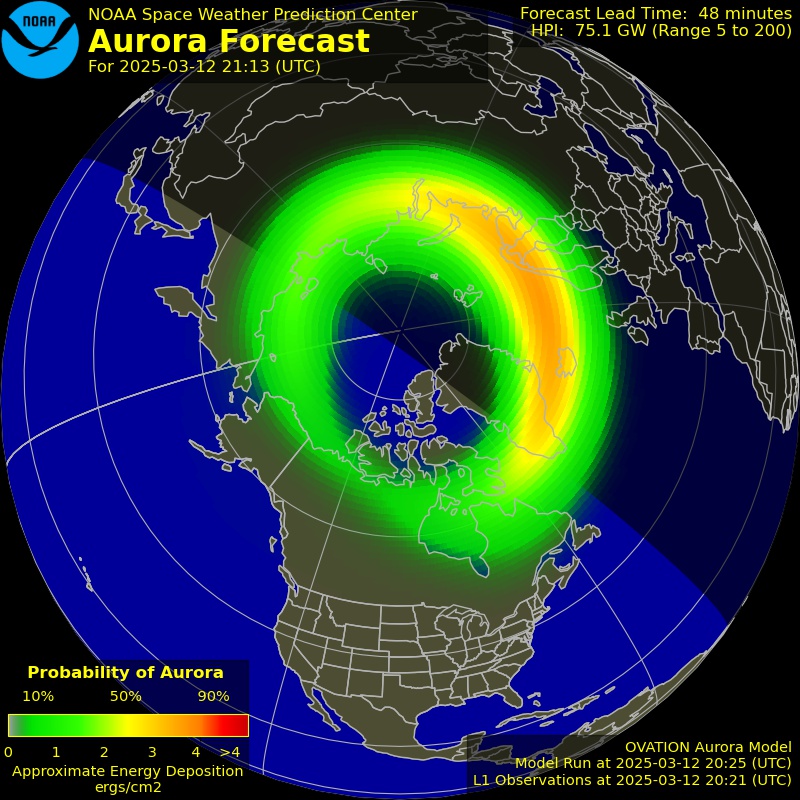 NOAA
NOAA Space Weather Prediction Center
Aurora Forecast
For 2025-03-12 21:13 (UTC)
Forecast Lead Time: 48 minutes
HPI: 75.1 GW (Range 5 to 200)
Probability of Aurora
10% 50% 90%
0 1 2 3 4 >4
Approximate Energy Deposition
ergs/cm2
OVATION Aurora Model
Model Run at 2025-03-12 20:25 (UTC)
L1 Observations at 2025-03-12 20:21 (UTC)